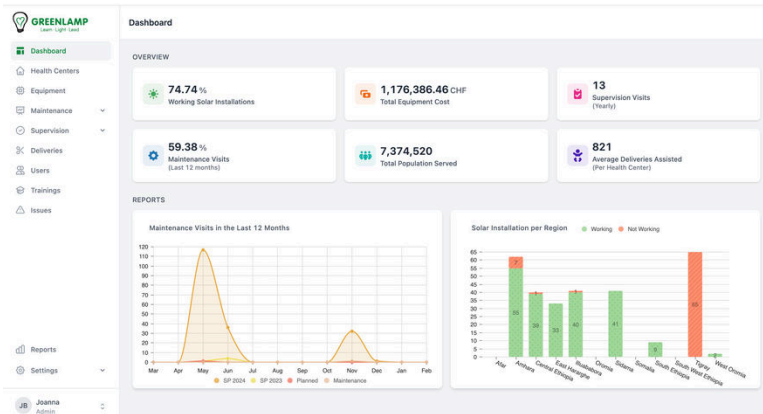 GREENLAMP
Learn Light Lead
Dashboard
Health Centers
Equipment
Maintenance
Supervision
Deliveries
Users
Trainings
Issues
Reports
Settings
JB
Joanna
Admin
Dashboard
OVERVIEW
74.74 %
Working Solar Installations
1,176,386.46 CHF
Total Equipment Cost
13
Supervision Visits
(Yearly)
59.38 %
Maintenance Visits
(Last 12 months)
7,374,520
Total Population Served
821
Average Deliveries Assisted
(Per Health Center)
REPORTS
Maintenance Visits in the Last 12 Months
120
110
100
90
80
70
60
50
40
30
20
10
0
Mar Apr May Jun Jul Aug Sep Oct Nov Dec Jan Feb
SP 2024 SP 2023 Planned Maintenance
Solar Installation per Region Working Not Working
65
60
55
50
45
40
35
30
25
20
15
10
5
0
7
55
39
33
40
41
9
65
Afar
Amhara
Central Ethiopia
East Hararghe
Illuababora
Oromia
Sidama
Somalia
South Ethiopia
South West Ethiopia
Tigray
West Oromia